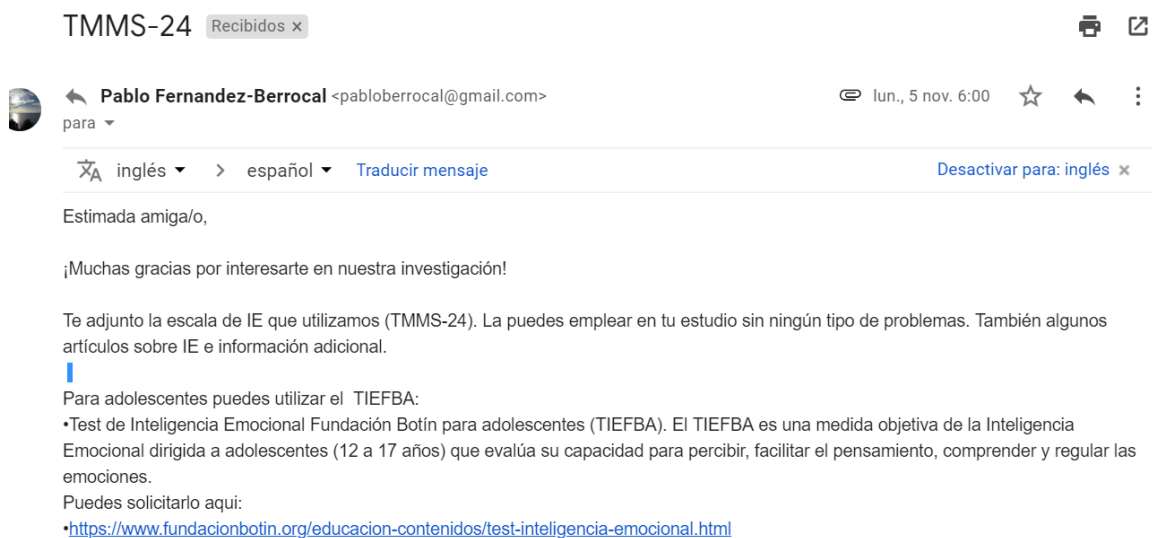 TMMS-24 Recibidos x
Pablo Fernandez-Berrocal <pabloberrocal@gmail.com> lun., 5 nov. 6:00
para
inglés > español Traducir mensaje Desactivar para: inglés x
Estimada amiga/o,
¡Muchas gracias por interesarte en nuestra investigación!
Te adjunto la escala de IE que utilizamos (TMMS-24). La puedes emplear en tu estudio sin ningún tipo de problemas. También algunos
artículos sobre IE e información adicional.
Para adolescentes puedes utilizar el TIEFBA:
•Test de Inteligencia Emocional Fundación Botín para adolescentes (TIEFBA). El TIEFBA es una medida objetiva de la Inteligencia
Emocional dirigida a adolescentes (12 a 17 años) que evalúa su capacidad para percibir, facilitar el pensamiento, comprender y regular las
emociones.
Puedes solicitarlo aqui:
•https://www.fundacionbotin.org/educacion-contenidos/test-inteligencia-emocional.html